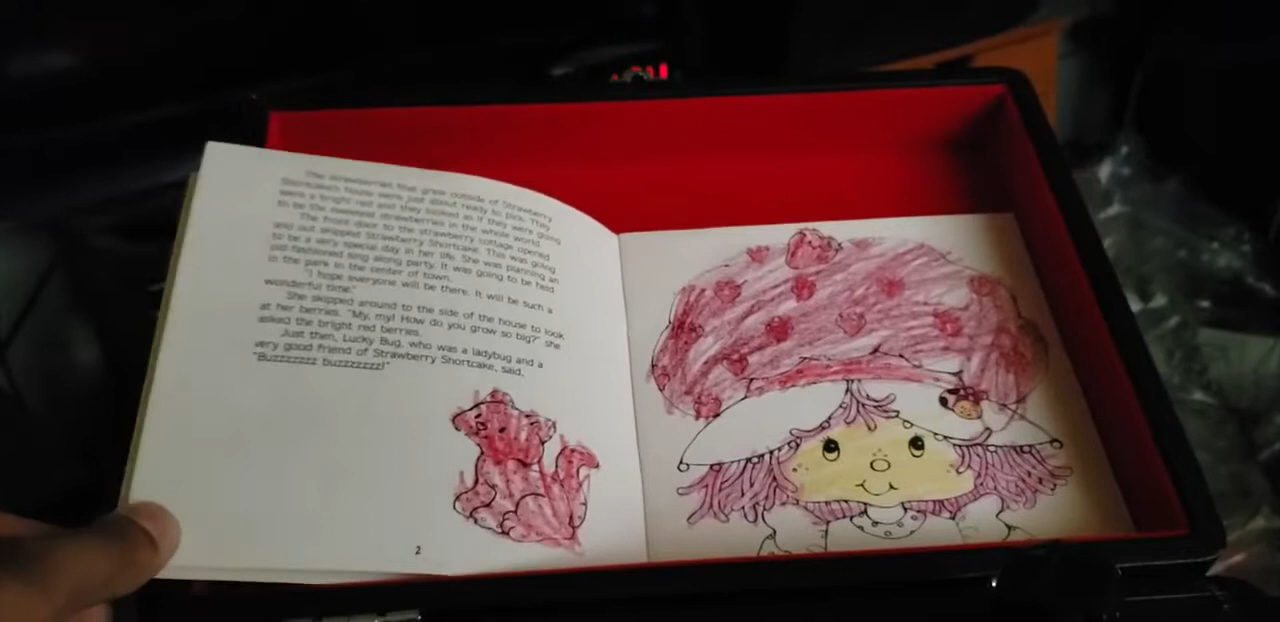 The strawberries that grew outside of Strawberry
Shortcake's house were just about ready to pick. They
were a bright red and they looked as if they were going
to be the sweetest strawberries in the whole world.
The front door to the strawberry cottage opened
and out skipped Strawberry Shortcake. This was going
to be a very special day in her life. She was planning an
old-fashioned sing along party. It was going to be held
in the park in the center of town.
"I hope everyone will be there. It will be such a
wonderful time."
She skipped around to the side of the house to look
at her berries. "My, my! How do you grow so big?" she
asked the bright red berries.
Just then, Lucky Bug, who was a ladybug and a
very good friend of Strawberry Shortcake, said,
"Buzzzzzzz buzzzzzzz!"
2